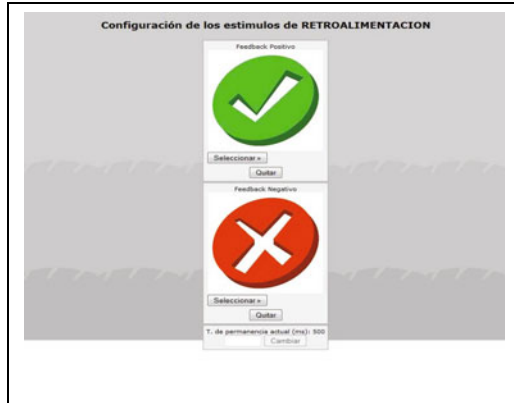 Configuración de los estimulos de RETROALIMENTACION
Feedback Positivo
Seleccionar »
Quitar
Feedback Negativo
Seleccionar »
Quitar
T. de permanencia actual (ms): 500
Cambiar